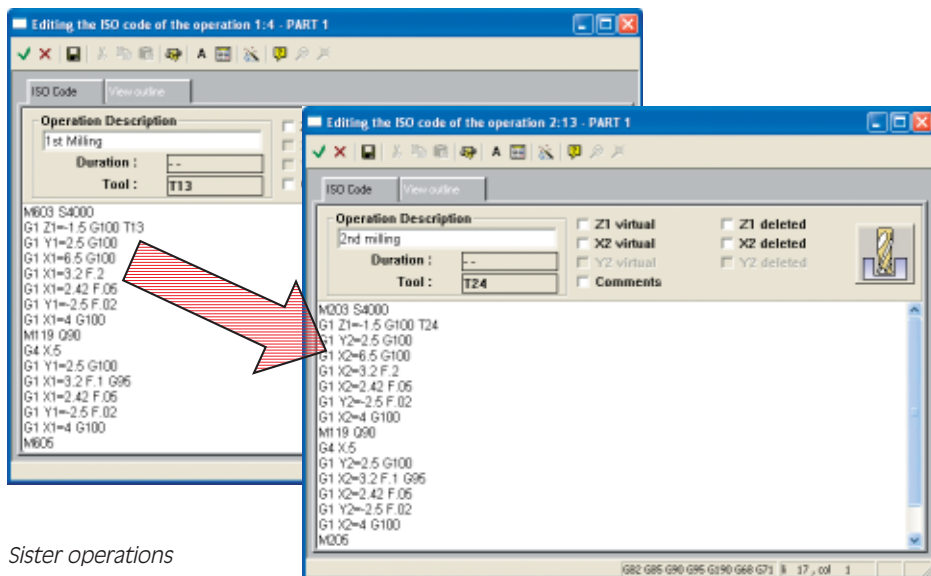 Editing the ISO code of the operation 1:4 - PART 1
A
ISO Code View outline
Operation Description
1st Milling
Duration : - -
Tool : T13
M603 S4000
G1 Z1=-1.5 G100 T13
G1 Y1=2.5 G100
G1 X1=6.5 G100
G1 X1=3.2 F.2
G1 X1=2.42 F.05
G1 Y1=-2.5 F.02
G1 X1=4 G100
M119 Q90
G4 X.5
G1 Y1=2.5 G100
G1 X1=3.2 F.1 G95
G1 X1=2.42 F.05
G1 Y1=-2.5 F.02
G1 X1=4 G100
M605
Editing the ISO code of the operation 2:13 - PART 1
A
ISO Code View outline
Operation Description
2nd milling
Duration : - -
Tool : T24
Z1 virtual Z1 deleted
X2 virtual X2 deleted
Y2 virtual Y2 deleted
Comments
M203 S4000
G1 Z1=-1.5 G100 T24
G1 Y2=2.5 G100
G1 X2=6.5 G100
G1 X2=3.2 F.2
G1 X2=2.42 F.05
G1 Y2=-2.5 F.02
G1 X2=4 G100
M119 Q90
G4 X.5
G1 Y2=2.5 G100
G1 X2=3.2 F.1 G95
G1 X2=2.42 F.05
G1 Y2=-2.5 F.02
G1 X2=4 G100
M205
G82 G85 G90 G95 G190 G68 G71 li 17 , col 1
Sister operations